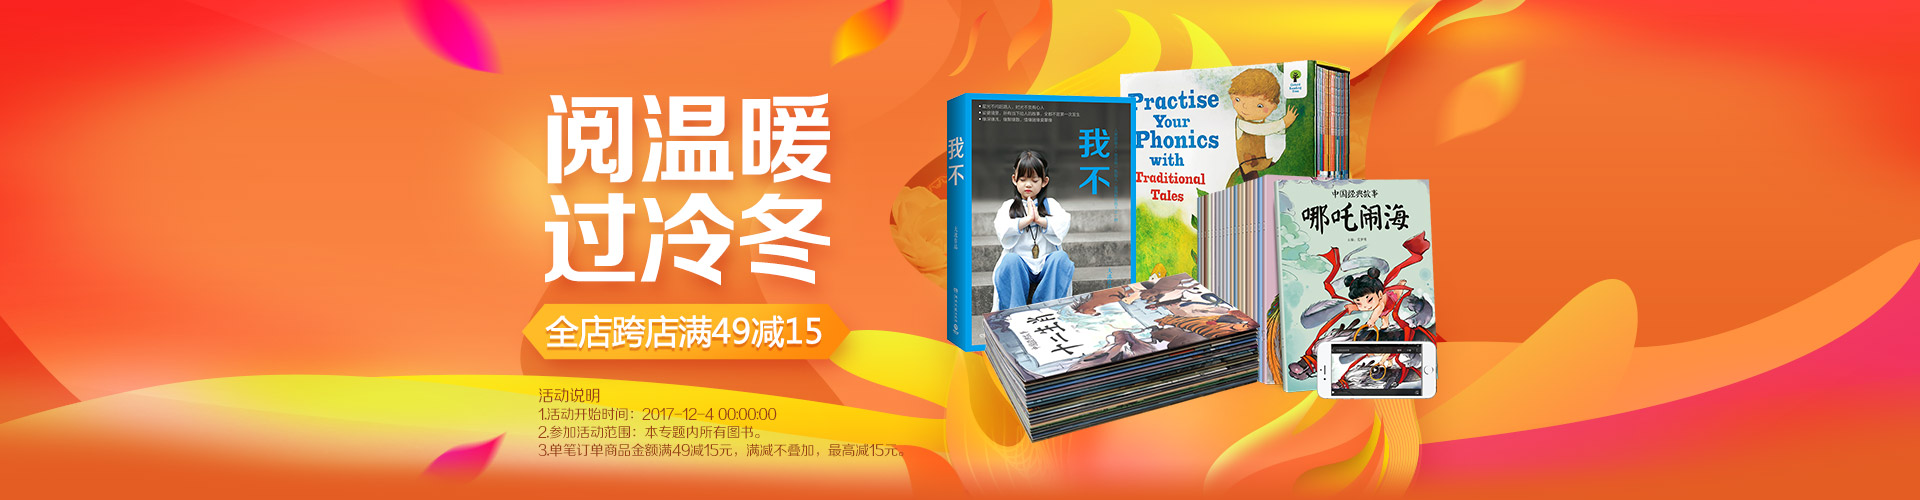 阅温暖
过冷冬
全店跨店满49减15
活动说明
1.活动开始时间：2017-12-4 00:00:00
2.参加活动范围：本专题内所有图书。
3.单笔订单商品金额满49减15元，满减不叠加，最高减15元。
我不
我不
Practise
Your
Phonics
with
Traditional
Tales
中国经典故事
哪吒闹海
十二生肖